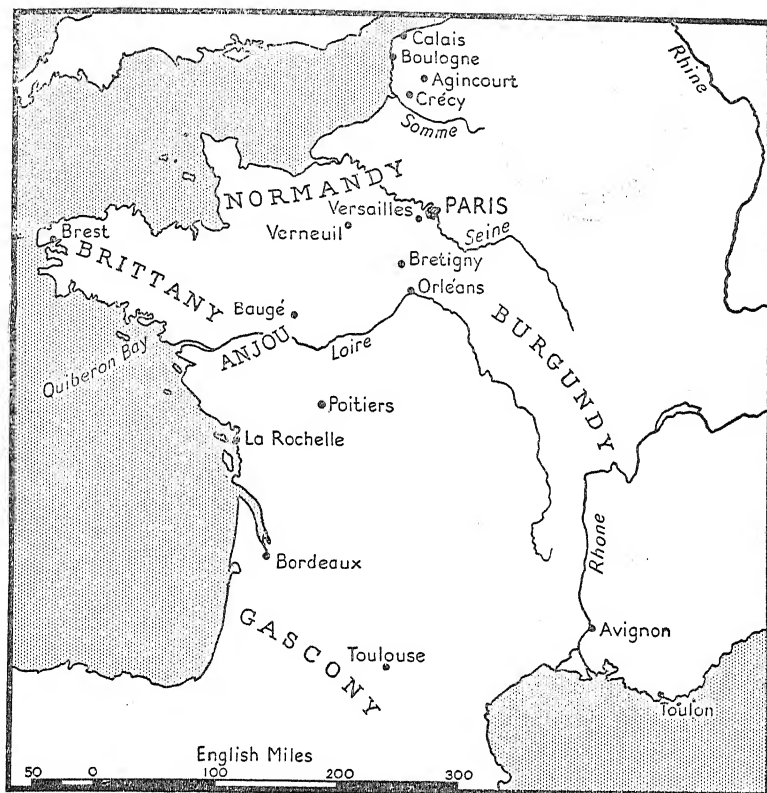 Calais
Boulogne
Agincourt
Crécy
Somme
Rhine
NORMANDY
Versailles
PARIS
Verneuil
Seine
Brest
BRITTANY
Bretigny
Orléans
Baugé
ANJOU
Loire
BURGUNDY
Quiberon Bay
Poitiers
La Rochelle
Rhone
Bordeaux
Avignon
GASCONY
Toulouse
Toulon
English Miles
50 0 100 200 300